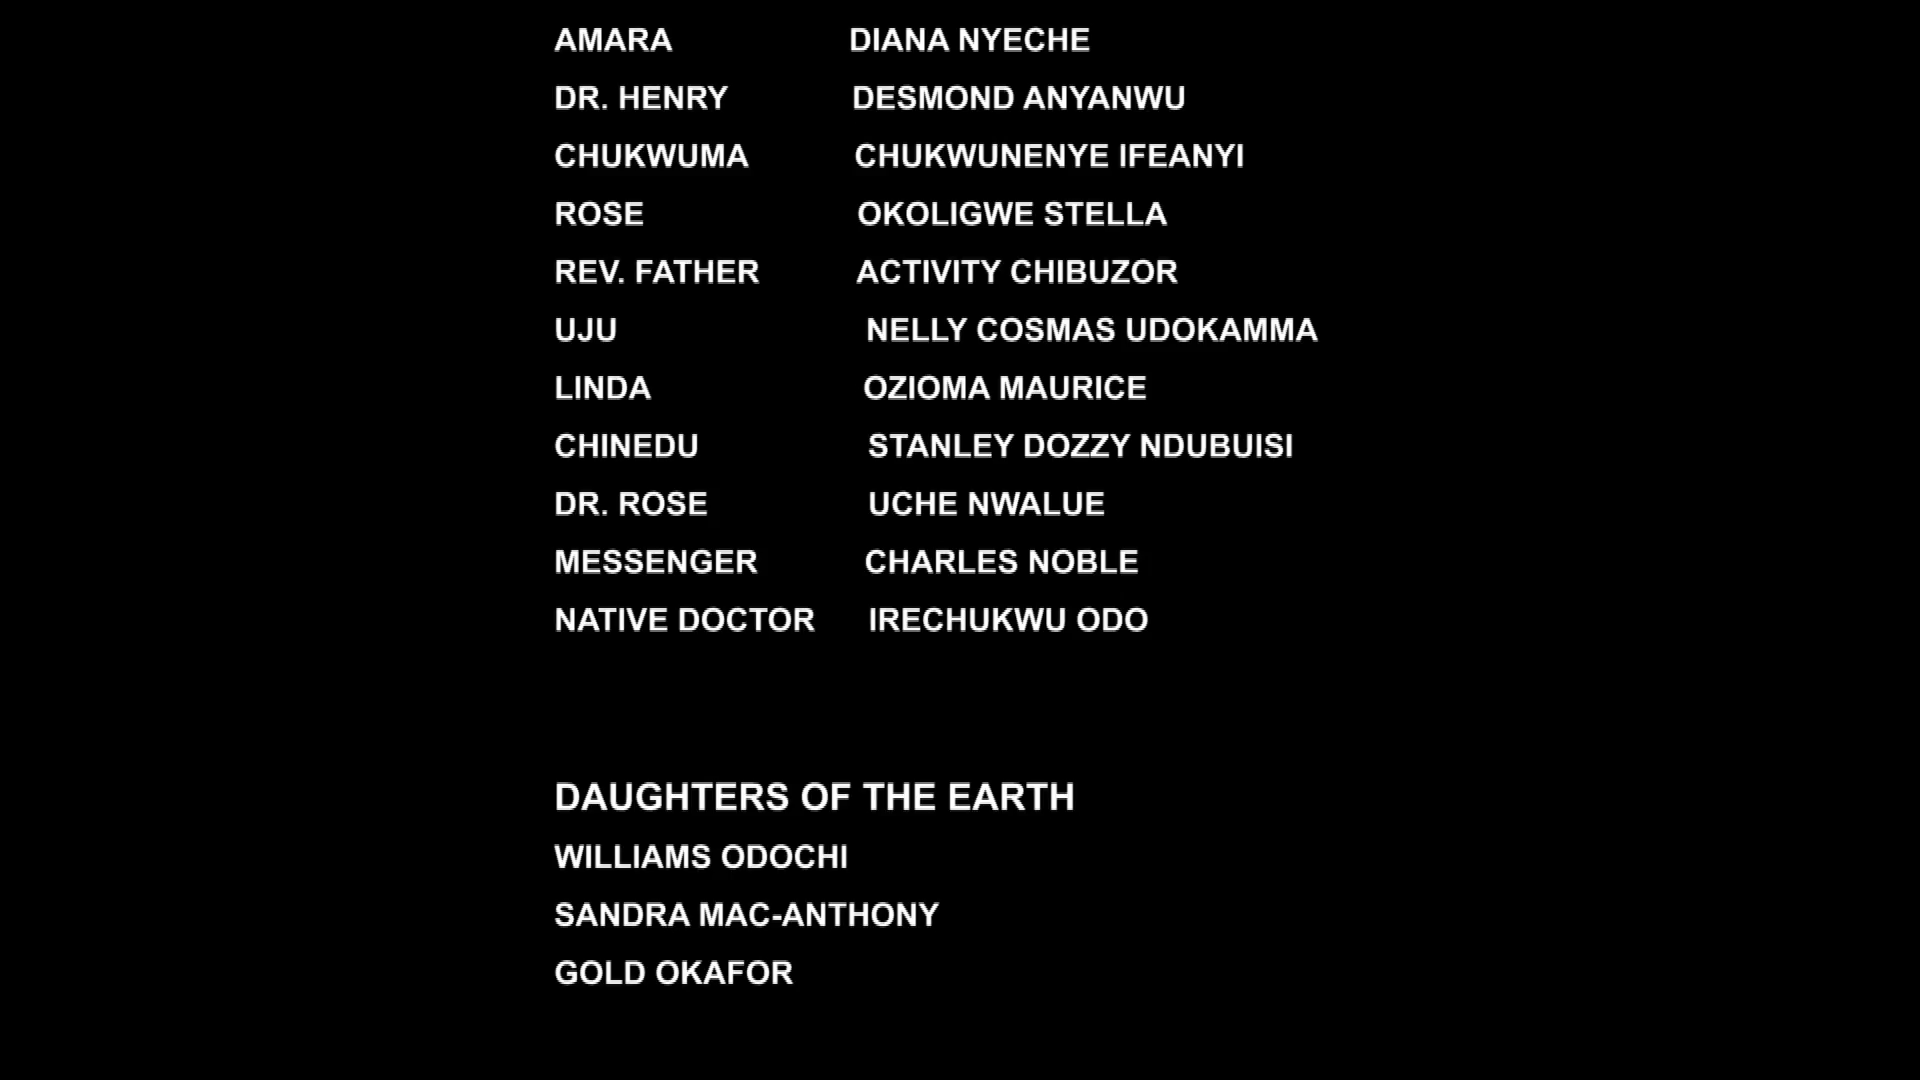 AMARA DIANA NYECHE
DR. HENRY DESMOND ANYANWU
CHUKWUMA CHUKWUNENYE IFEANYI
ROSE OKOLIGWE STELLA
REV. FATHER ACTIVITY CHIBUZOR
UJU NELLY COSMAS UDOKAMMA
LINDA OZIOMA MAURICE
CHINEDU STANLEY DOZZY NDUBUISI
DR. ROSE UCHE NWALUE
MESSENGER CHARLES NOBLE
NATIVE DOCTOR IRECHUKWU ODO
DAUGHTERS OF THE EARTH
WILLIAMS ODOCHI
SANDRA MAC-ANTHONY
GOLD OKAFOR